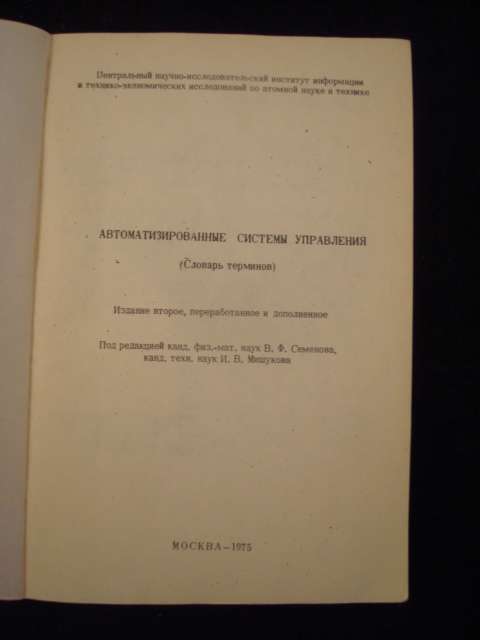 Центральный научно-исследовательский институт информации
и технико-экономических исследований по атомной науке и технике
АВТОМАТИЗИРОВАННЫЕ СИСТЕМЫ УПРАВЛЕНИЯ
(Словарь терминов)
Издание второе, переработанное и дополненное
Под редакцией канд. физ.-мат. наук В. Ф. Семенова,
канд. техн. наук И. В. Мишукова
МОСКВА – 1975